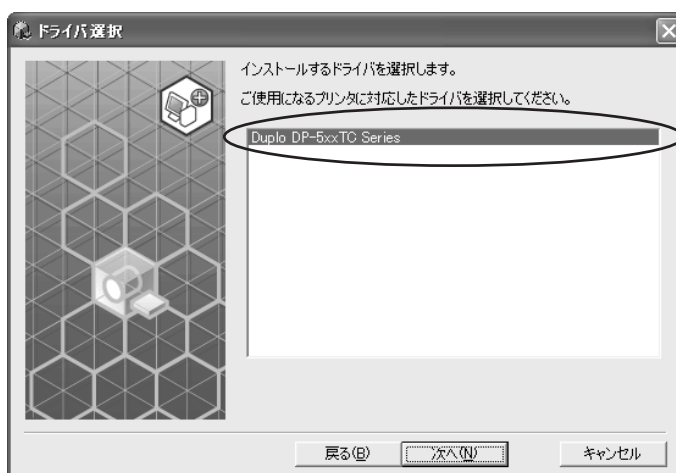 ドライバ選択
インストールするドライバを選択します。
ご使用になるプリンタに対応したドライバを選択してください。
Duplo DP-5xxTC Series
戻る(B) 次へ(N) キャンセル